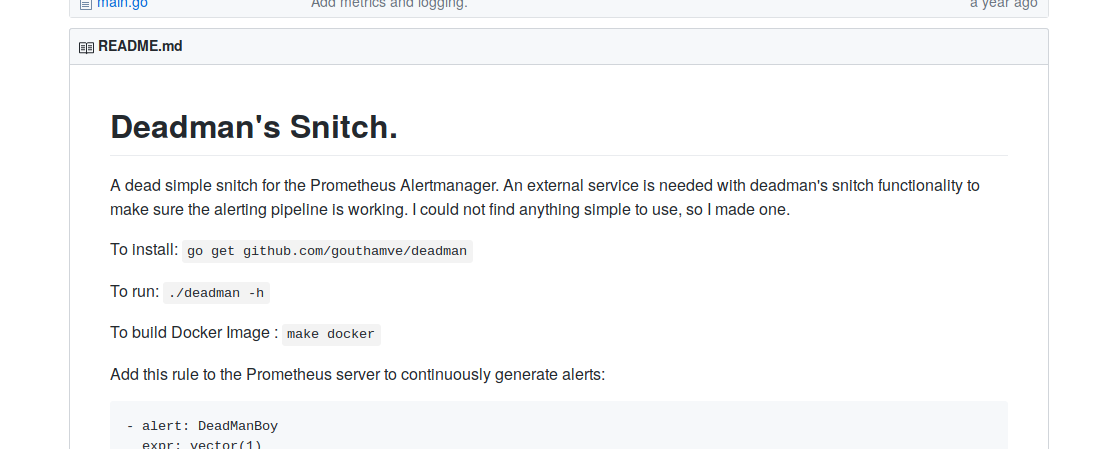 main.go Add metrics and logging. a year ago
README.md
Deadman's Snitch.
A dead simple snitch for the Prometheus Alertmanager. An external service is needed with deadman's snitch functionality to
make sure the alerting pipeline is working. I could not find anything simple to use, so I made one.
To install: go get github.com/gouthamve/deadman
To run: ./deadman -h
To build Docker Image : make docker
Add this rule to the Prometheus server to continuously generate alerts:
- alert: DeadManBoy
expr: vector(1)